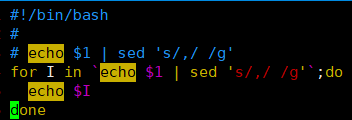 #!/bin/bash
#
# echo $1 | sed 's/,/ /g'
for I in `echo $1 | sed 's/,/ /g'`;do
  echo $I
done